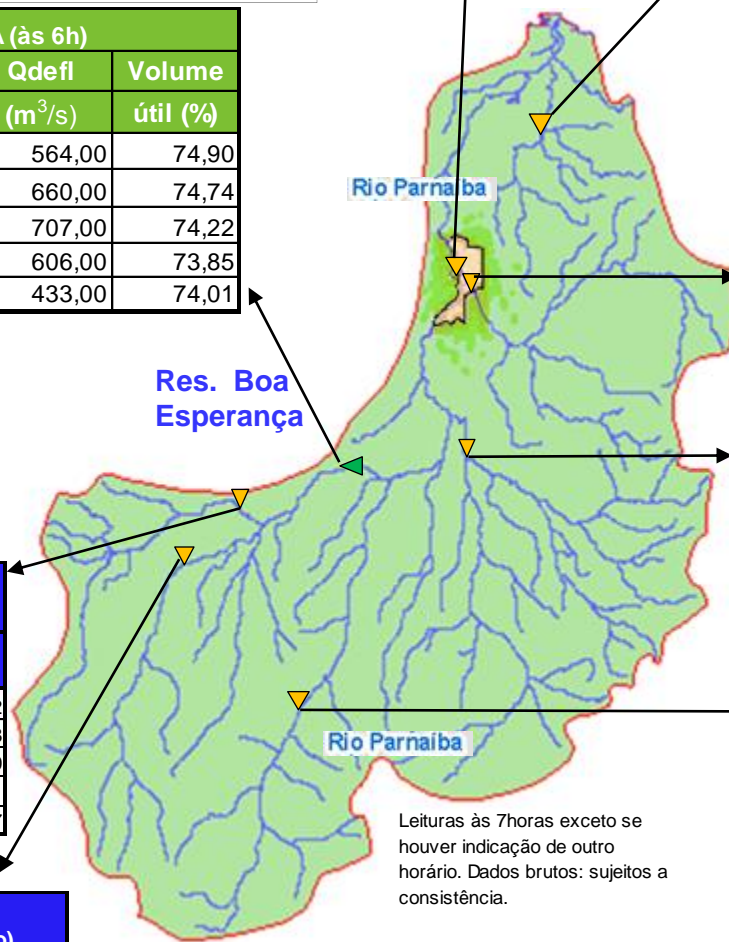 (às 6h)
Qdefl Volume
(m³/s) útil (%)
564,00 74,90
660,00 74,74
707,00 74,22
606,00 73,85
433,00 74,01
Rio Parnaíba
Res. Boa
Esperança
Rio Parnaíba
Leituras às 7horas exceto se
houver indicação de outro
horário. Dados brutos: sujeitos a
consistência.